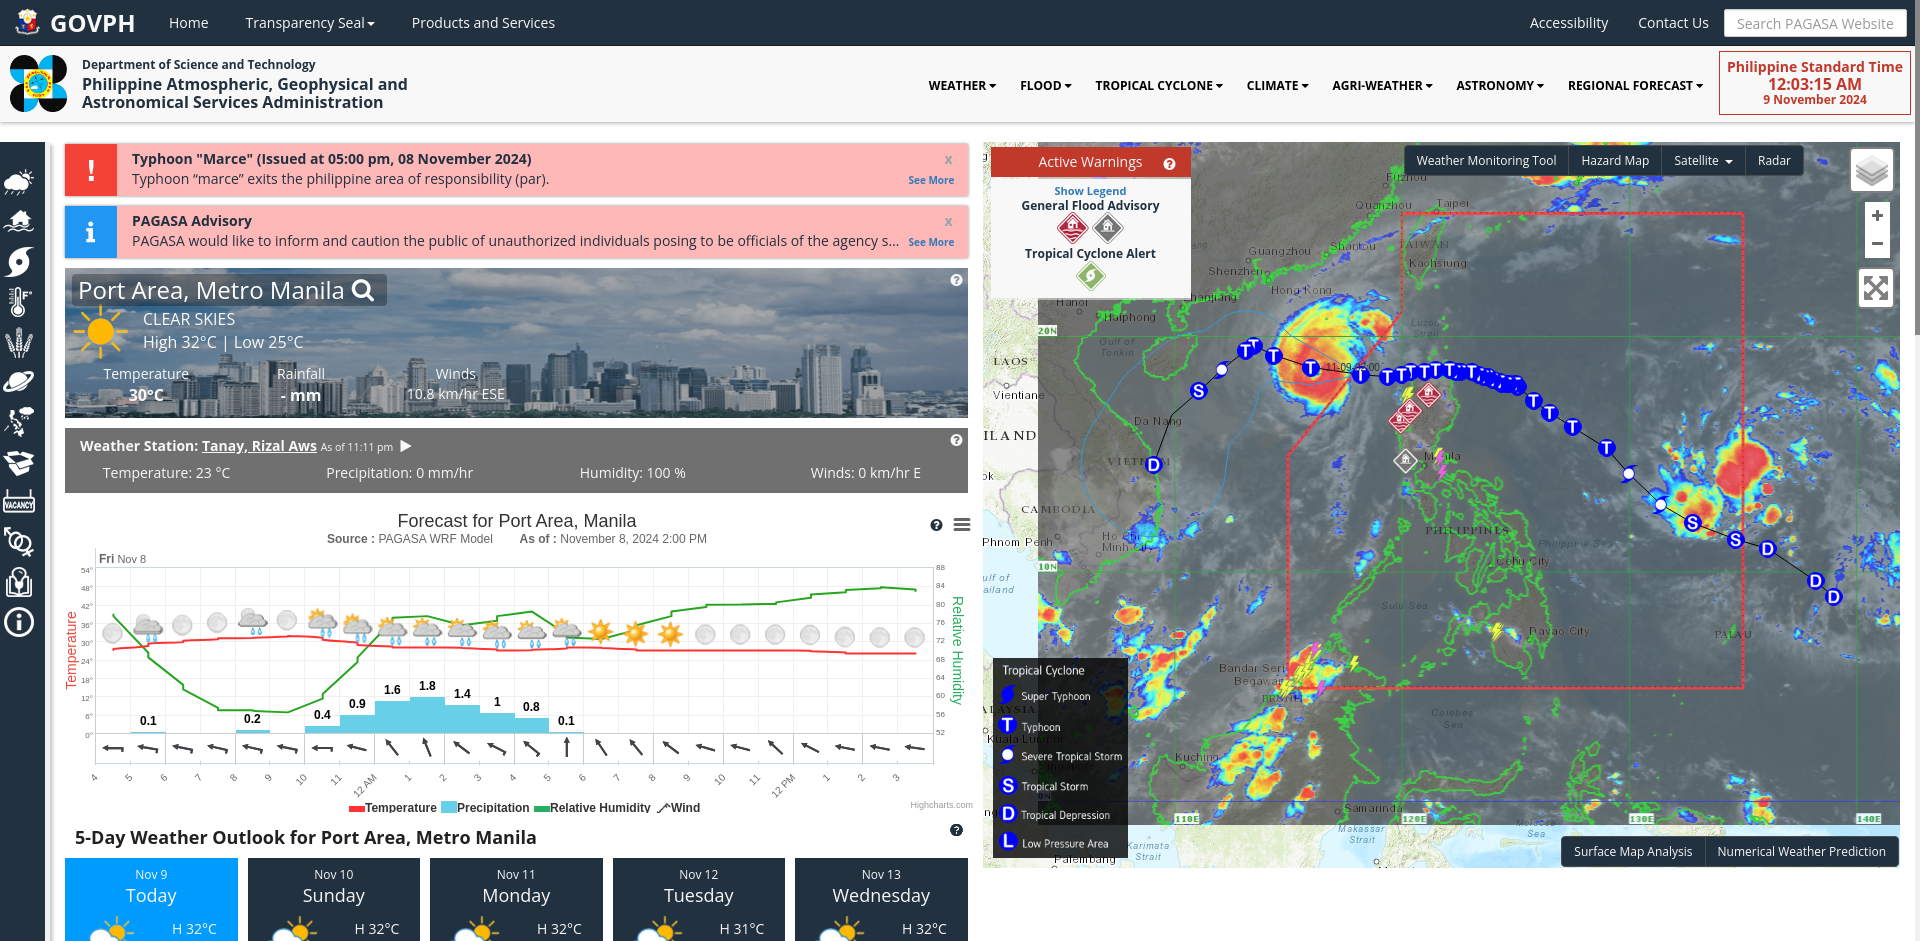 GOVPH
Home
Transparency Seal
Products and Services
Accessibility
Contact Us
Search PAGASA Website
Department of Science and Technology
Philippine Atmospheric, Geophysical and
Astronomical Services Administration
WEATHER
FLOOD
TROPICAL CYCLONE
CLIMATE
AGRI-WEATHER
ASTRONOMY
REGIONAL FORECAST
Philippine Standard Time
12:03:15 AM
9 November 2024
VACANCY
! Typhoon "Marce" (Issued at 05:00 pm, 08 November 2024) x
Typhoon “marce” exits the philippine area of responsibility (par). See More
i PAGASA Advisory x
PAGASA would like to inform and caution the public of unauthorized individuals posing to be officials of the agency s... See More
Port Area, Metro Manila
CLEAR SKIES
High 32°C | Low 25°C
Temperature Rainfall Winds
30°C - mm 10.8 km/hr ESE
Weather Station: Tanay, Rizal Aws As of 11:11 pm
Temperature: 23 °C Precipitation: 0 mm/hr Humidity: 100 % Winds: 0 km/hr E
Forecast for Port Area, Manila
Source : PAGASA WRF Model As of : November 8, 2024 2:00 PM
Fri Nov 8
Temperature
54°
48°
42°
36°
30°
24°
18°
12°
6°
0°
Relative Humidity
88
84
80
76
72
68
64
60
56
52
0.1 0.2 0.4 0.9 1.6 1.8 1.4 1 0.8 0.1
4 5 6 7 8 9 10 11 12 AM 1 2 3 4 5 6 7 8 9 10 11 12 PM 1 2 3
Temperature Precipitation Relative Humidity Wind
Highcharts.com
5-Day Weather Outlook for Port Area, Metro Manila
Nov 9
Today
H 32°C
Nov 10
Sunday
H 32°C
Nov 11
Monday
H 32°C
Nov 12
Tuesday
H 31°C
Nov 13
Wednesday
H 32°C
Active Warnings
Show Legend
General Flood Advisory
Tropical Cyclone Alert
Weather Monitoring Tool
Hazard Map
Satellite
Radar
+
−
Fuzhou
Quanzhou
Taipei
Guangzhou
Shantou
TAIWAN
Kaohsiung
Shenzhen
Hong Kong
Zhanjiang
Hanoi
Haiphong
20N
Luzon
Strait
Gulf of
Tonkin
LAOS
Vientiane
Da Nang
VIETNAM
Manila
CAMBODIA
Phnom Penh
Ho Chi
Minh City
PHILIPPINES
Philippine Sea
Cebu City
10N
Sulu Sea
Davao City
PALAU
Bandar Seri
Begawan
BRUNEI
Celebes
Sea
Kuala Lumpur
Kuching
Samarinda
110E
120E
130E
140E
Makassar
Strait
Molucca
Sea
Karimata
Strait
Palembang
Tropical Cyclone
Super Typhoon
T Typhoon
Severe Tropical Storm
S Tropical Storm
D Tropical Depression
L Low Pressure Area
Surface Map Analysis
Numerical Weather Prediction